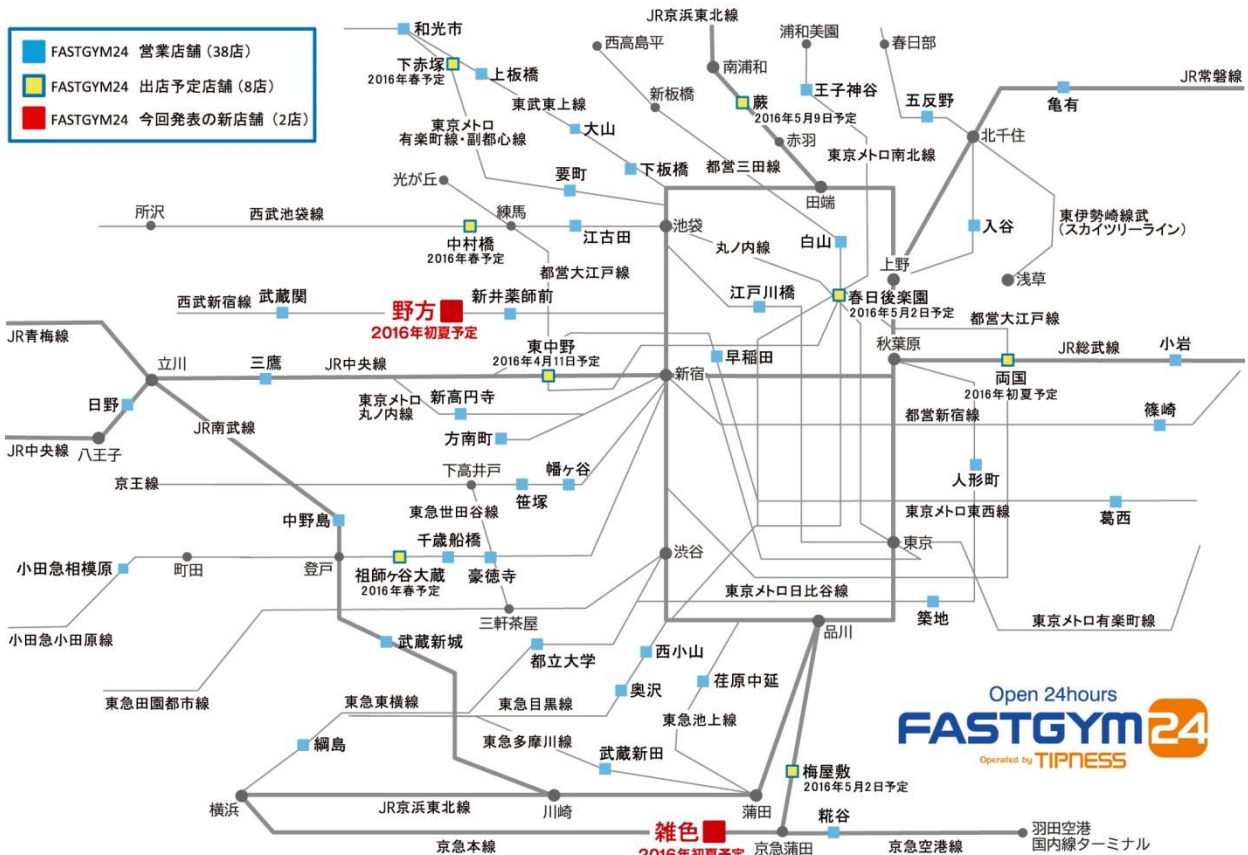 FASTGYM24 営業店舗 (38店)
FASTGYM24 出店予定店舗 (8店)
FASTGYM24 今回発表の新店舗 (2店)
和光市
下赤塚
2016年春予定
上板橋
東武東上線
東京メトロ
有楽町線・副都心線
大山
下板橋
要町
光が丘
西高島平
新板橋
都営三田線
JR京浜東北線
南浦和
蕨
2016年5月9日予定
赤羽
田端
浦和美園
王子神谷
東京メトロ南北線
春日部
五反野
北千住
JR常磐線
亀有
入谷
東伊勢崎線武
(スカイツリーライン)
浅草
上野
所沢
西武池袋線
中村橋
2016年春予定
練馬
江古田
池袋
都営大江戸線
丸ノ内線
白山
江戸川橋
春日後楽園
2016年5月2日予定
都営大江戸線
西武新宿線
武蔵関
野方
2016年初夏予定
新井薬師前
JR青梅線
立川
三鷹
JR中央線
東中野
2016年4月11日予定
新宿
早稲田
秋葉原
JR総武線
両国
2016年初夏予定
小岩
日野
JR中央線
八王子
JR南武線
東京メトロ
丸ノ内線
新高円寺
方南町
都営新宿線
篠崎
京王線
下高井戸
笹塚
幡ヶ谷
東急世田谷線
人形町
東京メトロ東西線
葛西
中野島
小田急相模原
町田
登戸
祖師ヶ谷大蔵
2016年春予定
千歳船橋
豪徳寺
渋谷
東京
小田急小田原線
三軒茶屋
東京メトロ日比谷線
築地
東京メトロ有楽町線
武蔵新城
都立大学
西小山
品川
東急田園都市線
東急東横線
東急目黒線
奥沢
荏原中延
東急池上線
綱島
東急多摩川線
武蔵新田
梅屋敷
2016年5月2日予定
横浜
JR京浜東北線
川崎
蒲田
京急本線
雑色
2016年初夏予定
京急蒲田
糀谷
京急空港線
羽田空港
国内線ターミナル
Open 24hours
FASTGYM24
Operated by TIPNESS